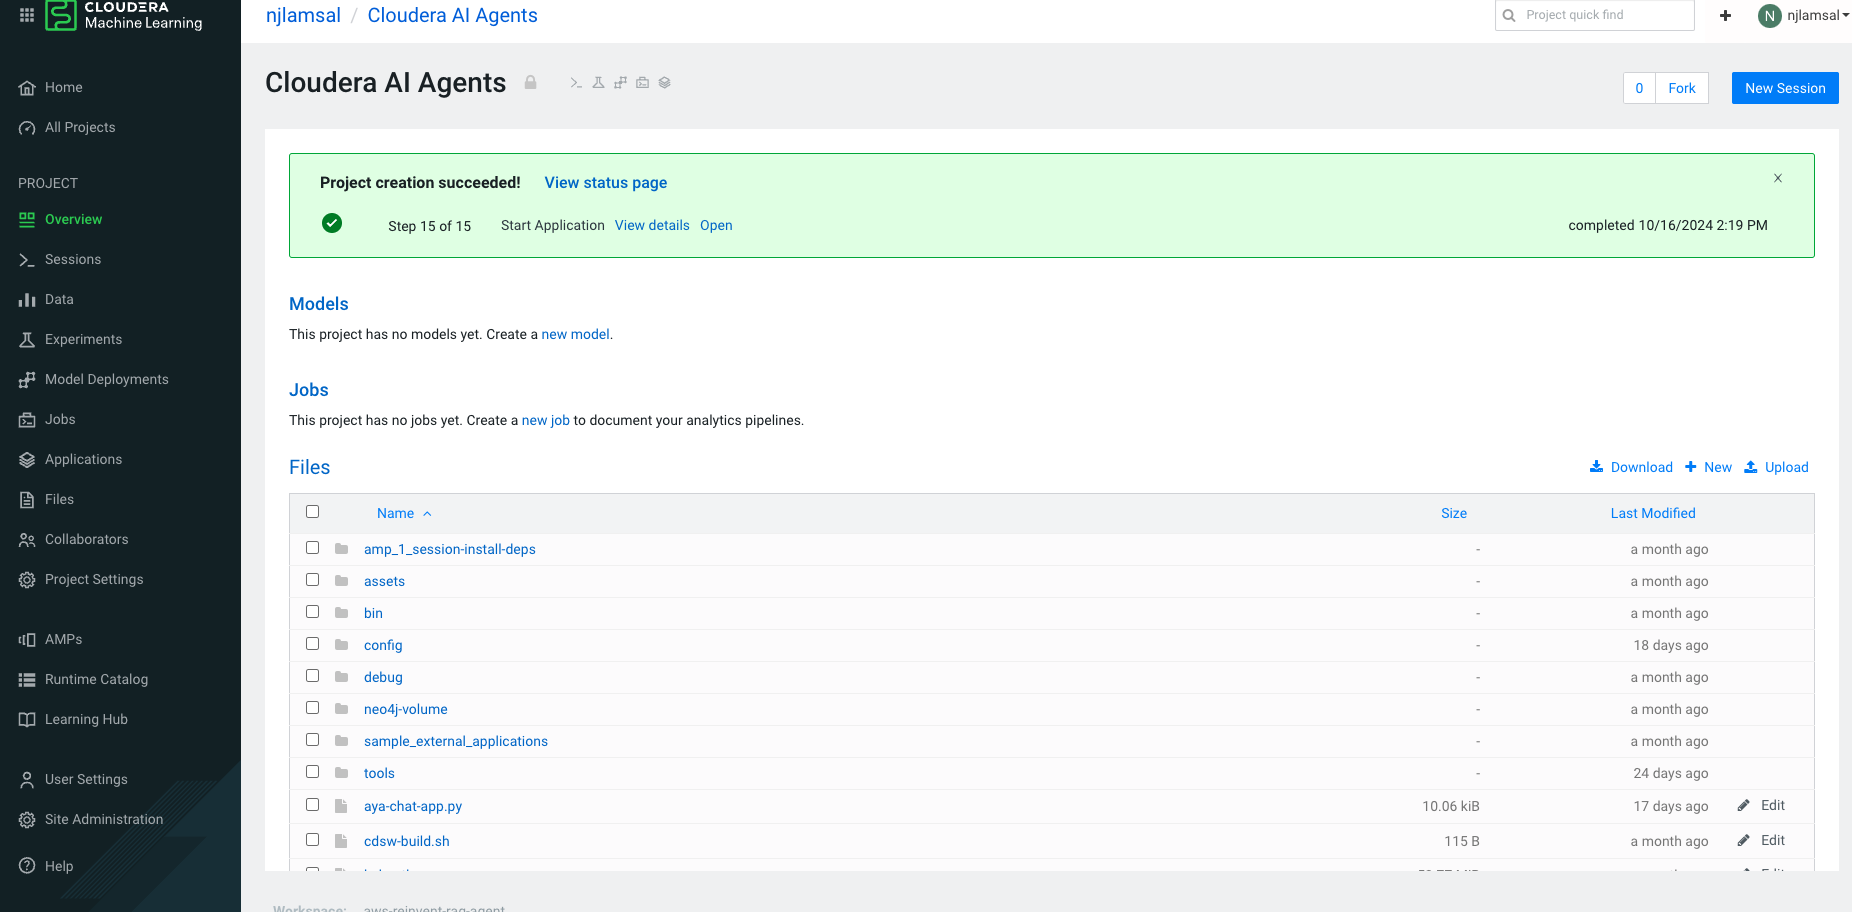 CLOUDERA
Machine Learning
njlamsal / Cloudera AI Agents
Project quick find
N njlamsal
Home
All Projects
PROJECT
Overview
Sessions
Data
Experiments
Model Deployments
Jobs
Applications
Files
Collaborators
Project Settings
AMPs
Runtime Catalog
Learning Hub
User Settings
Site Administration
Help
Cloudera AI Agents
0 Fork New Session
Project creation succeeded! View status page
Step 15 of 15 Start Application View details Open completed 10/16/2024 2:19 PM
Models
This project has no models yet. Create a new model.
Jobs
This project has no jobs yet. Create a new job to document your analytics pipelines.
Files Download New Upload
Name Size Last Modified
amp_1_session-install-deps - a month ago
assets - a month ago
bin - a month ago
config - 18 days ago
debug - a month ago
neo4j-volume - a month ago
sample_external_applications - a month ago
tools - 24 days ago
aya-chat-app.py 10.06 kiB 17 days ago Edit
cdsw-build.sh 115 B a month ago Edit
Workspace: aws-reinvent-rag-agent